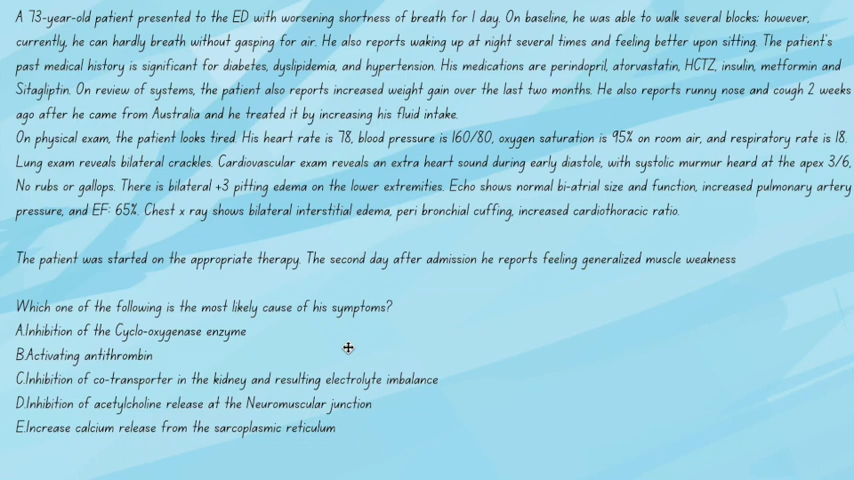 A 73-year-old patient presented to the ED with worsening shortness of breath for 1 day. On baseline, he was able to walk several blocks; however,
currently, he can hardly breath without gasping for air. He also reports waking up at night several times and feeling better upon sitting. The patient's
past medical history is significant for diabetes, dyslipidemia, and hypertension. His medications are perindopril, atorvastatin, HCTZ, insulin, metformin and
Sitagliptin. On review of systems, the patient also reports increased weight gain over the last two months. He also reports runny nose and cough 2 weeks
ago after he came from Australia and he treated it by increasing his fluid intake.
On physical exam, the patient looks tired. His heart rate is 78, blood pressure is 160/80, oxygen saturation is 95% on room air, and respiratory rate is 18.
Lung exam reveals bilateral crackles. Cardiovascular exam reveals an extra heart sound during early diastole, with systolic murmur heard at the apex 3/6,
No rubs or gallops. There is bilateral +3 pitting edema on the lower extremities. Echo shows normal bi-atrial size and function, increased pulmonary artery
pressure, and EF: 65%. Chest x ray shows bilateral interstitial edema, peri bronchial cuffing, increased cardiothoracic ratio.
The patient was started on the appropriate therapy. The second day after admission he reports feeling generalized muscle weakness
Which one of the following is the most likely cause of his symptoms?
A.Inhibition of the Cyclo-oxygenase enzyme
B.Activating antithrombin
C.Inhibition of co-transporter in the kidney and resulting electrolyte imbalance
D.Inhibition of acetylcholine release at the Neuromuscular junction
E.Increase calcium release from the sarcoplasmic reticulum